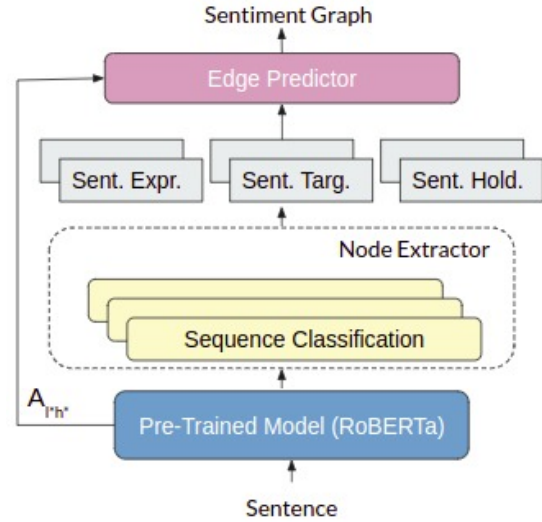 Sentiment Graph
Edge Predictor
Sent. Expr.
Sent. Targ.
Sent. Hold.
Node Extractor
Sequence Classification
A l*h*
Pre-Trained Model (RoBERTa)
Sentence